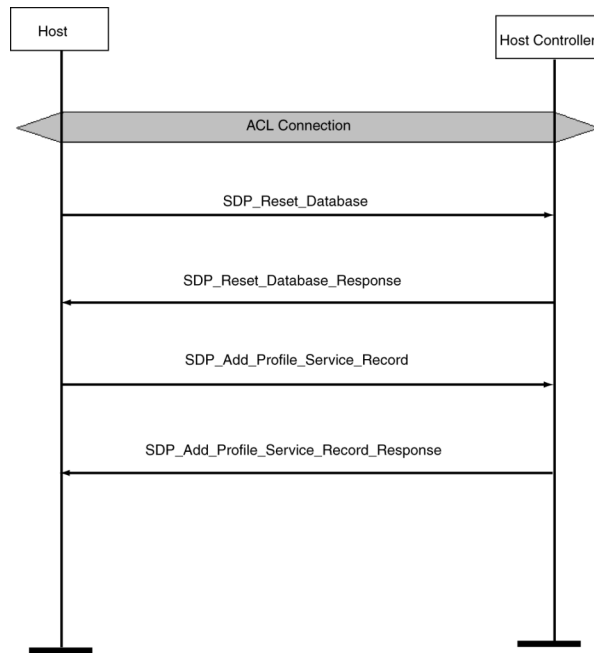 Host
Host Controller
ACL Connection
SDP_Reset_Database
SDP_Reset_Database_Response
SDP_Add_Profile_Service_Record
SDP_Add_Profile_Service_Record_Response